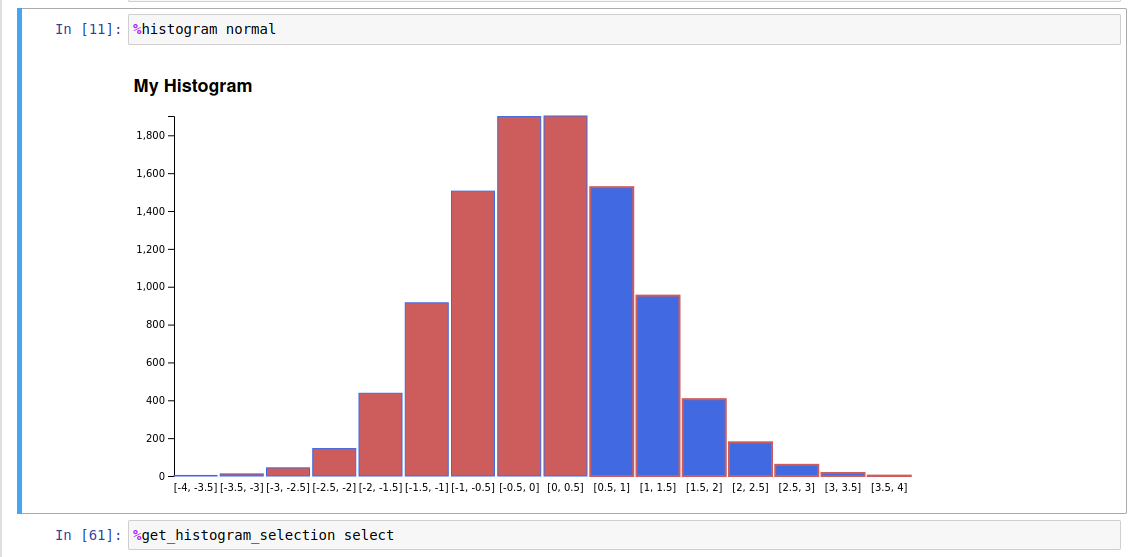 In [11]: %histogram normal
My Histogram
1,800
1,600
1,400
1,200
1,000
800
600
400
200
0
[-4, -3.5] [-3.5, -3] [-3, -2.5] [-2.5, -2] [-2, -1.5] [-1.5, -1] [-1, -0.5] [-0.5, 0] [0, 0.5] [0.5, 1] [1, 1.5] [1.5, 2] [2, 2.5] [2.5, 3] [3, 3.5] [3.5, 4]
In [61]: %get_histogram_selection select